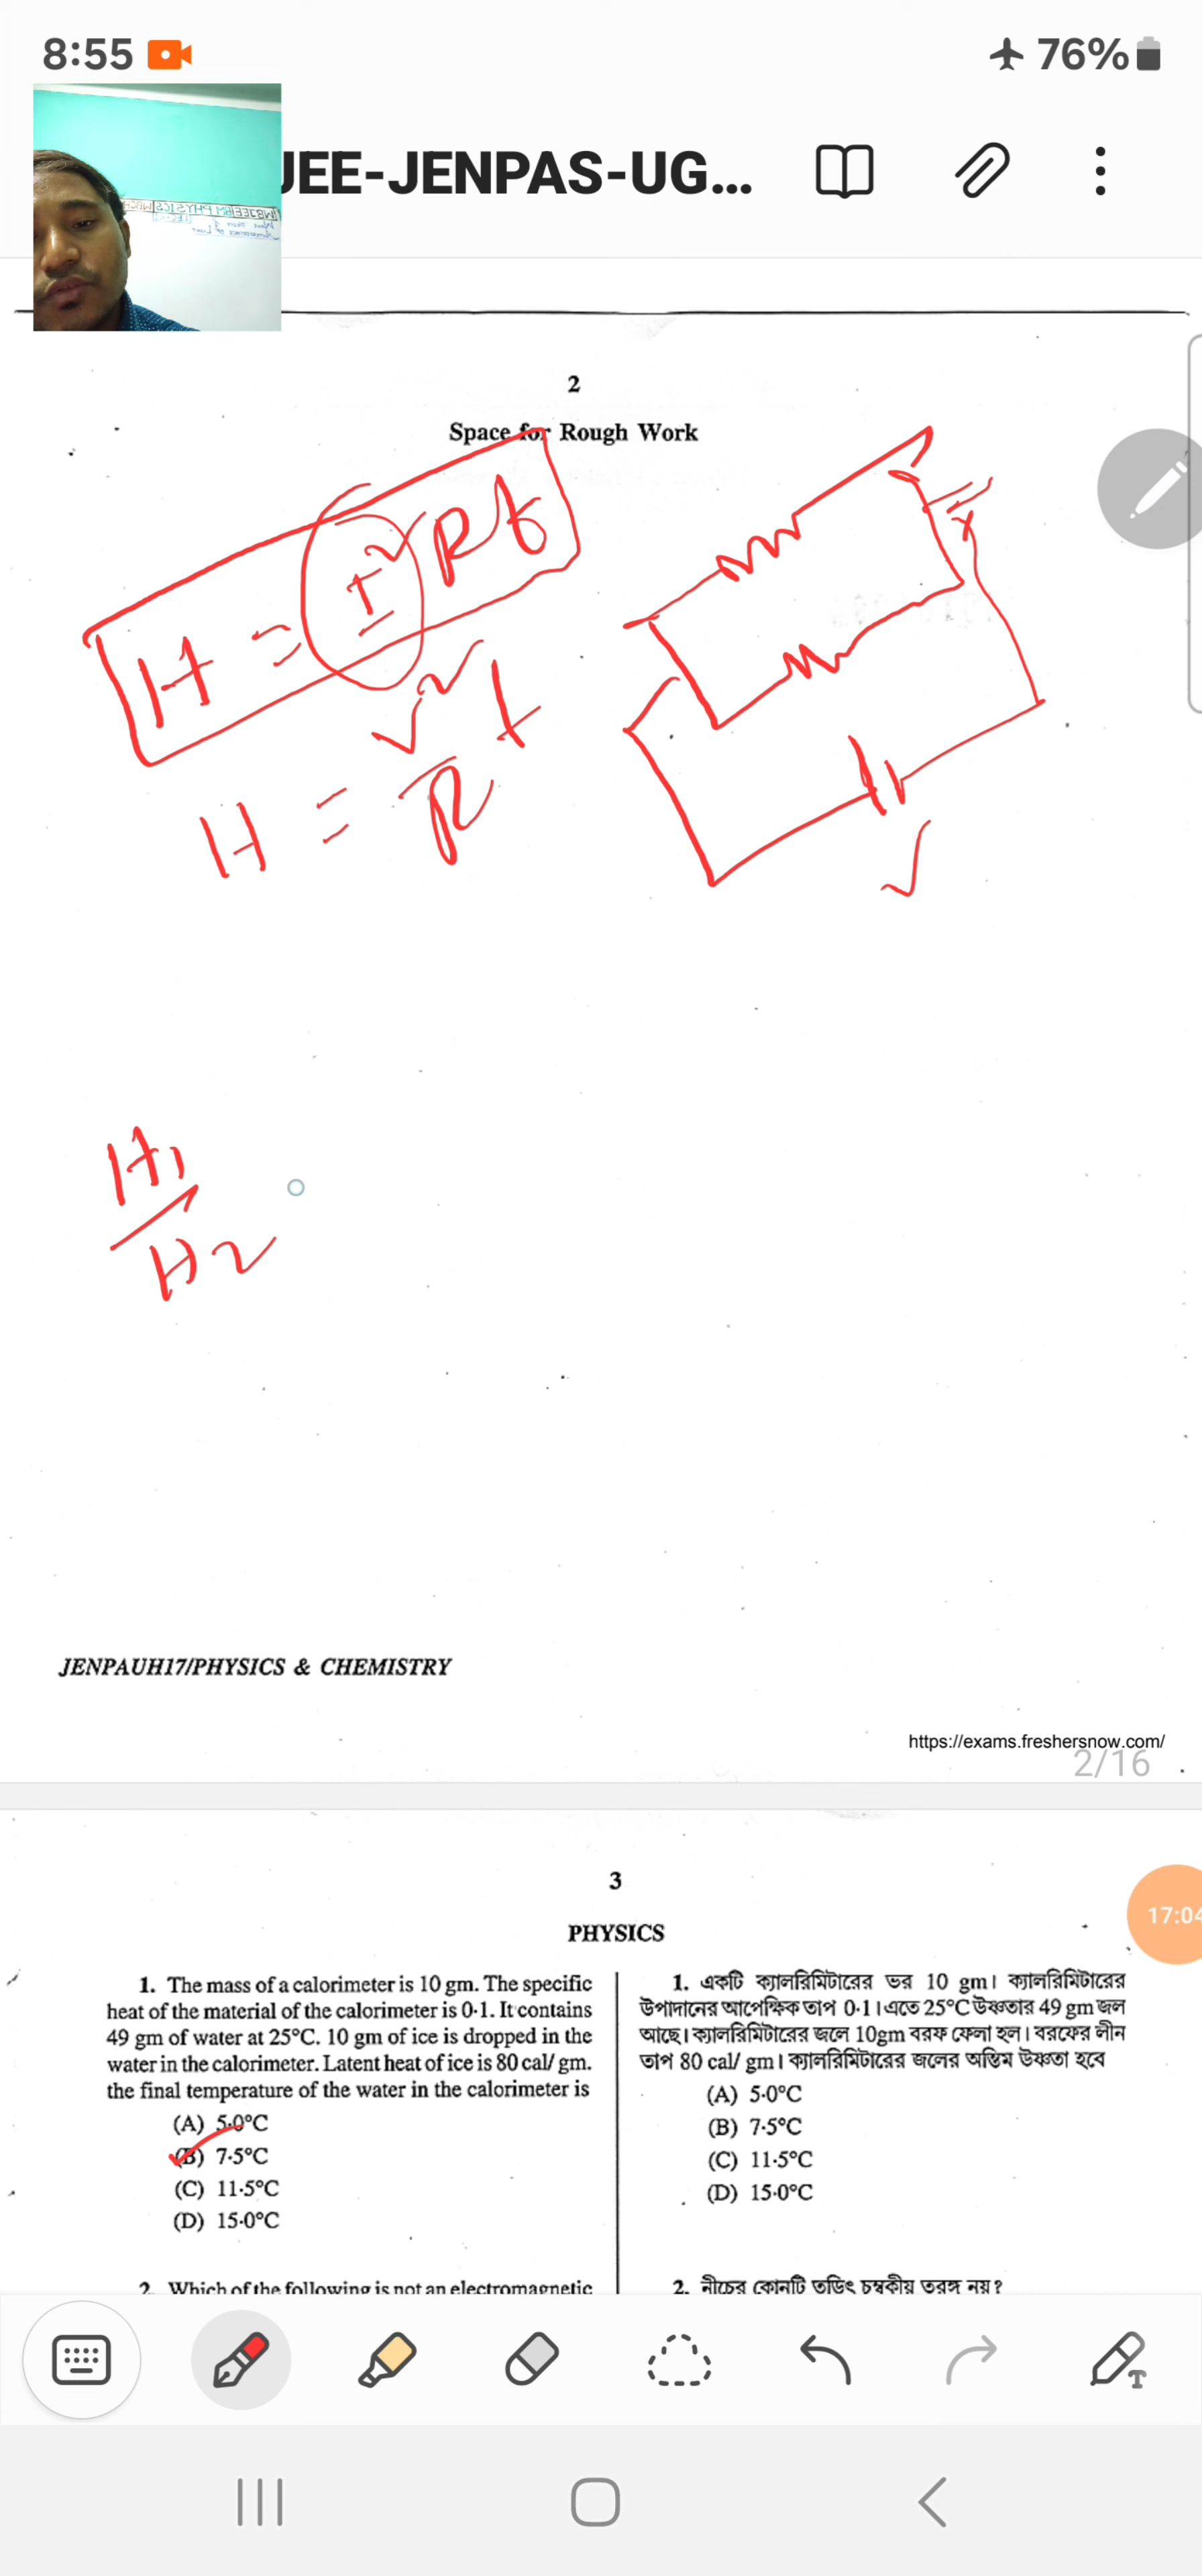 8:55
76%
JEE-JENPAS-UG...
2
Space for Rough Work
H = I² Rt
H = V²/R t
V
H1/H2
JENPAUH17/PHYSICS & CHEMISTRY
https://exams.freshersnow.com/
2/16
3
PHYSICS
17:04
1. The mass of a calorimeter is 10 gm. The specific
heat of the material of the calorimeter is 0·1. It contains
49 gm of water at 25°C. 10 gm of ice is dropped in the
water in the calorimeter. Latent heat of ice is 80 cal/ gm.
the final temperature of the water in the calorimeter is
(A) 5·0°C
(B) 7·5°C
(C) 11·5°C
(D) 15·0°C
2. Which of the following is not an electromagnetic
1. একটি ক্যালরিমিটারের ভর 10 gm। ক্যালরিমিটারের
উপাদানের আপেক্ষিক তাপ 0·1। এতে 25°C উষ্ণতার 49 gm জল
আছে। ক্যালরিমিটারের জলে 10gm বরফ ফেলা হল। বরফের লীন
তাপ 80 cal/ gm। ক্যালরিমিটারের জলের অন্তিম উষ্ণতা হবে
(A) 5·0°C
(B) 7·5°C
(C) 11·5°C
(D) 15·0°C
2. নীচের কোনটি তড়িৎ চুম্বকীয় তরঙ্গ নয়?